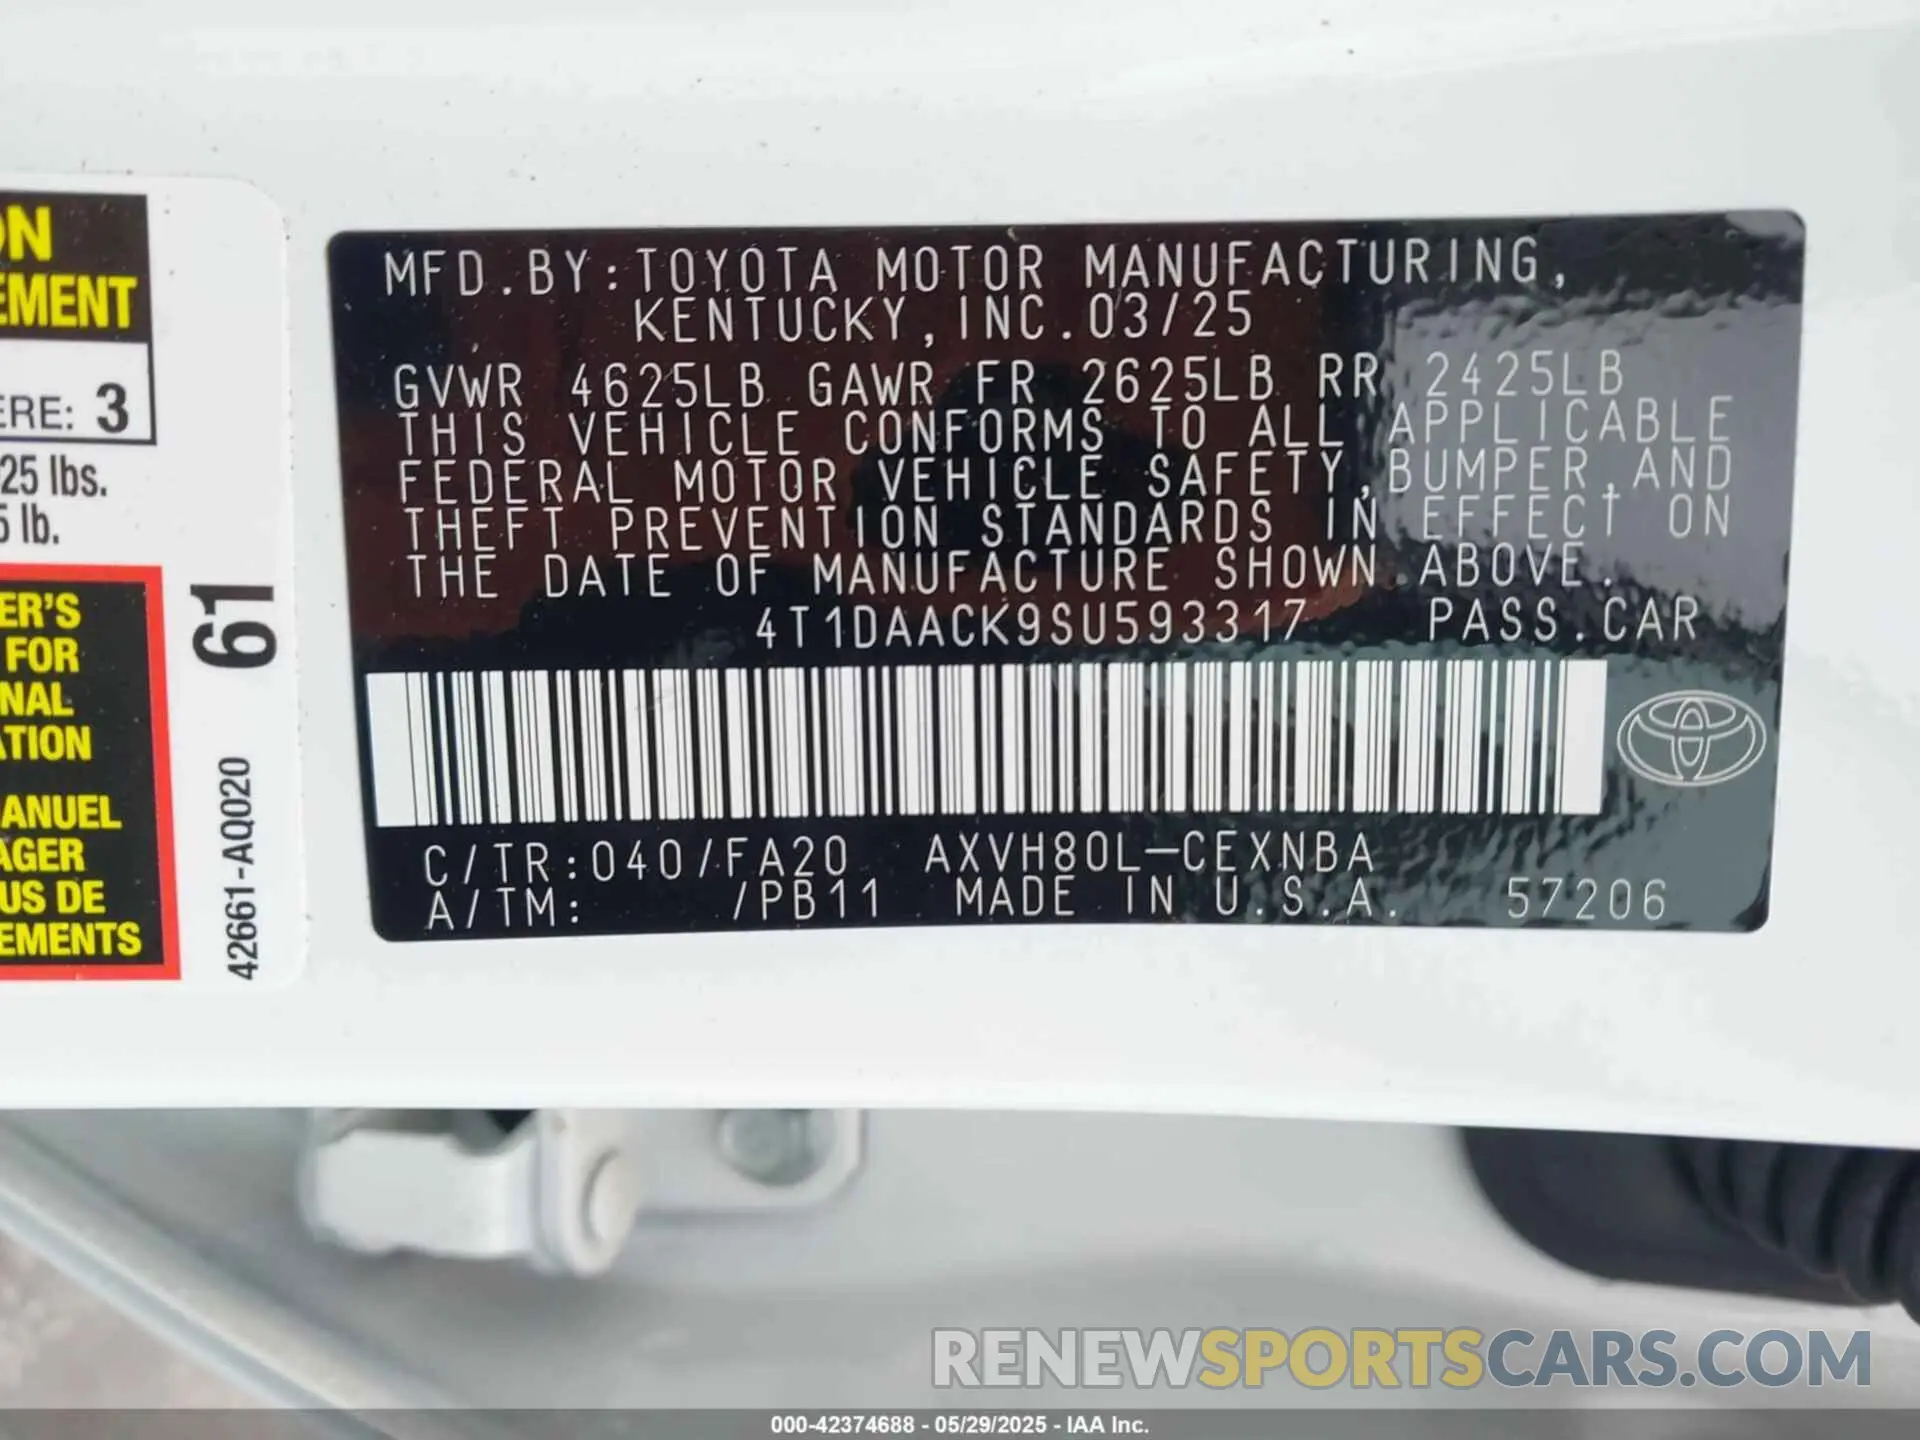 ON
EMENT
ERE: 3
25 lbs.
5 lb.
ER'S
FOR
NAL
ATION
ANUEL
AGER
US DE
EMENTS
61
42661-AQ020
MFD.BY:TOYOTA MOTOR MANUFACTURING,
KENTUCKY,INC.03/25
GVWR 4625LB GAWR FR 2625LB RR 2425LB
THIS VEHICLE CONFORMS TO ALL APPLICABLE
FEDERAL MOTOR VEHICLE SAFETY,BUMPER,AND
THEFT PREVENTION STANDARDS IN EFFECT ON
THE DATE OF MANUFACTURE SHOWN ABOVE.
4T1DAACK9SU593317 PASS.CAR
C/TR:040/FA20 AXVH80L-CEXNBA
A/TM: /PB11 MADE IN U.S.A. 57206
RENEWSPORTSCARS.COM
000-42374688 - 05/29/2025 - IAA Inc.